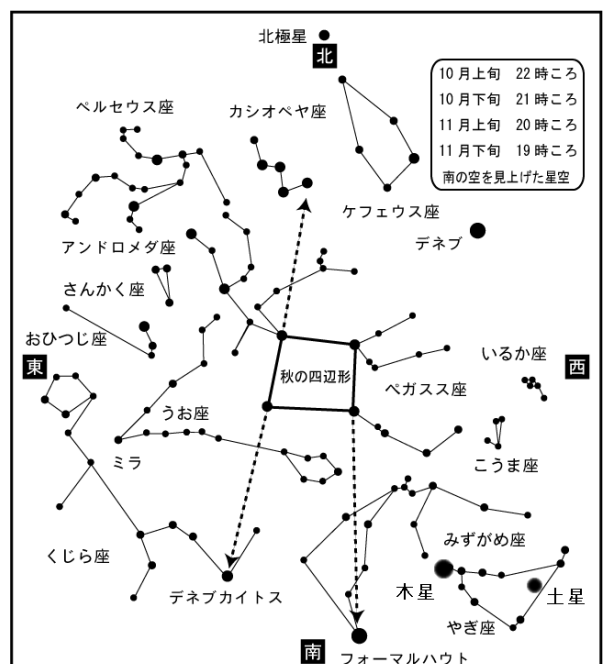 北極星
北
10月上旬 22時ころ
10月下旬 21時ころ
11月上旬 20時ころ
11月下旬 19時ころ
南の空を見上げた星空
ペルセウス座
カシオペヤ座
ケフェウス座
デネブ
アンドロメダ座
さんかく座
おひつじ座
東
秋の四辺形
いるか座
西
ペガスス座
うお座
ミラ
こうま座
くじら座
みずがめ座
デネブカイトス
木星
土星
やぎ座
南
フォーマルハウト